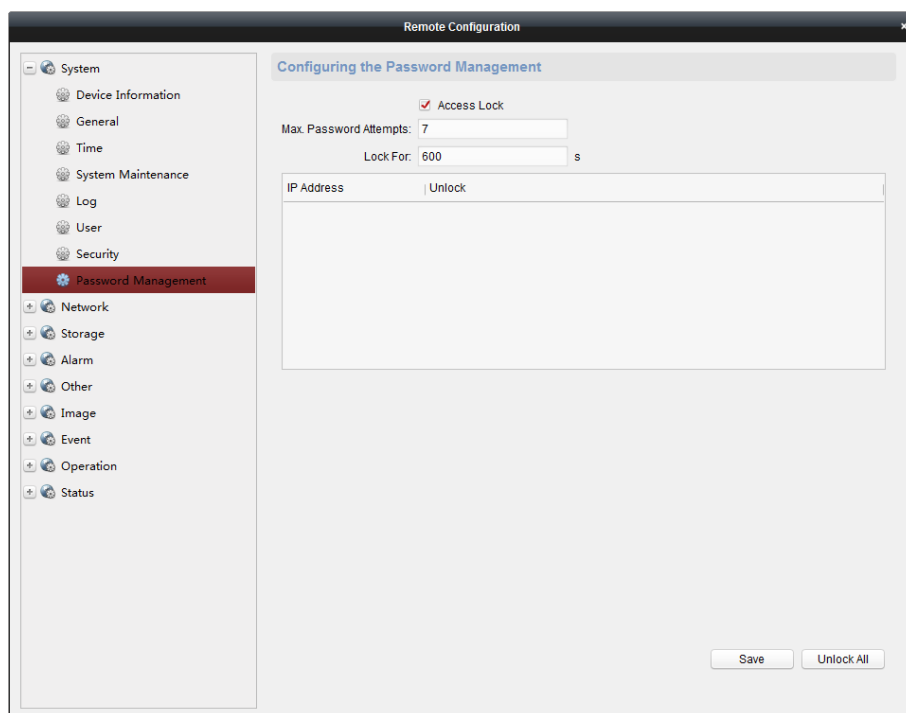 Remote Configuration
×
System
Device Information
General
Time
System Maintenance
Log
User
Security
Password Management
Network
Storage
Alarm
Other
Image
Event
Operation
Status
Configuring the Password Management
Access Lock
Max. Password Attempts: 7
Lock For: 600 s
IP Address Unlock
Save Unlock All